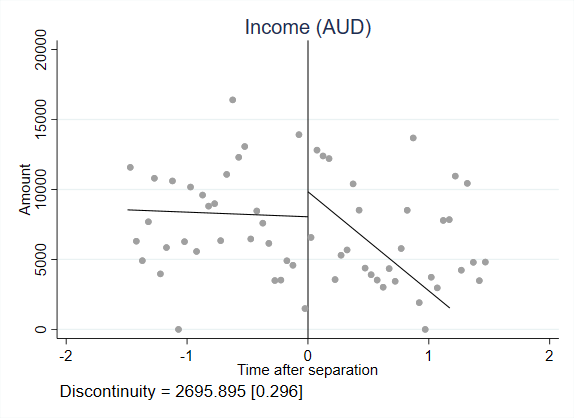 Income (AUD)
20000
15000
10000
5000
0
Amount
-2
-1
0
1
2
Time after separation
Discontinuity = 2695.895 [0.296]